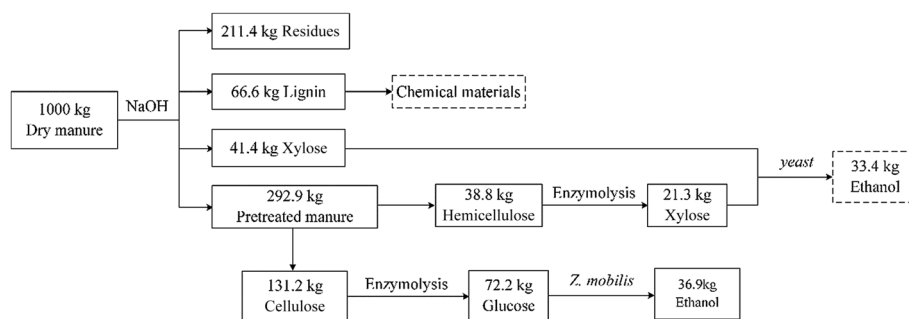 211.4 kg Residues
66.6 kg Lignin
Chemical materials
NaOH
1000 kg
Dry manure
41.4 kg Xylose
yeast
33.4 kg
Ethanol
292.9 kg
Pretreated manure
38.8 kg
Hemicellulose
Enzymolysis
21.3 kg
Xylose
131.2 kg
Cellulose
Enzymolysis
72.2 kg
Glucose
Z. mobilis
36.9kg
Ethanol